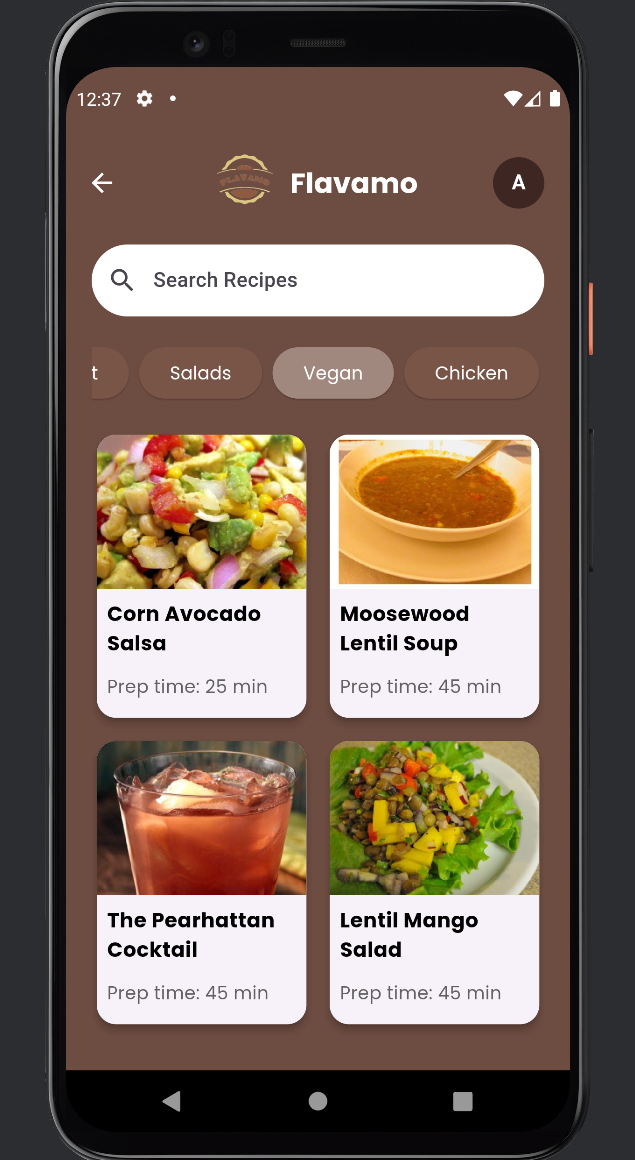 12:37
FLAVAMO
Flavamo
A
Search Recipes
t
Salads
Vegan
Chicken
Corn Avocado
Salsa
Prep time: 25 min
Moosewood
Lentil Soup
Prep time: 45 min
The Pearhattan
Cocktail
Prep time: 45 min
Lentil Mango
Salad
Prep time: 45 min